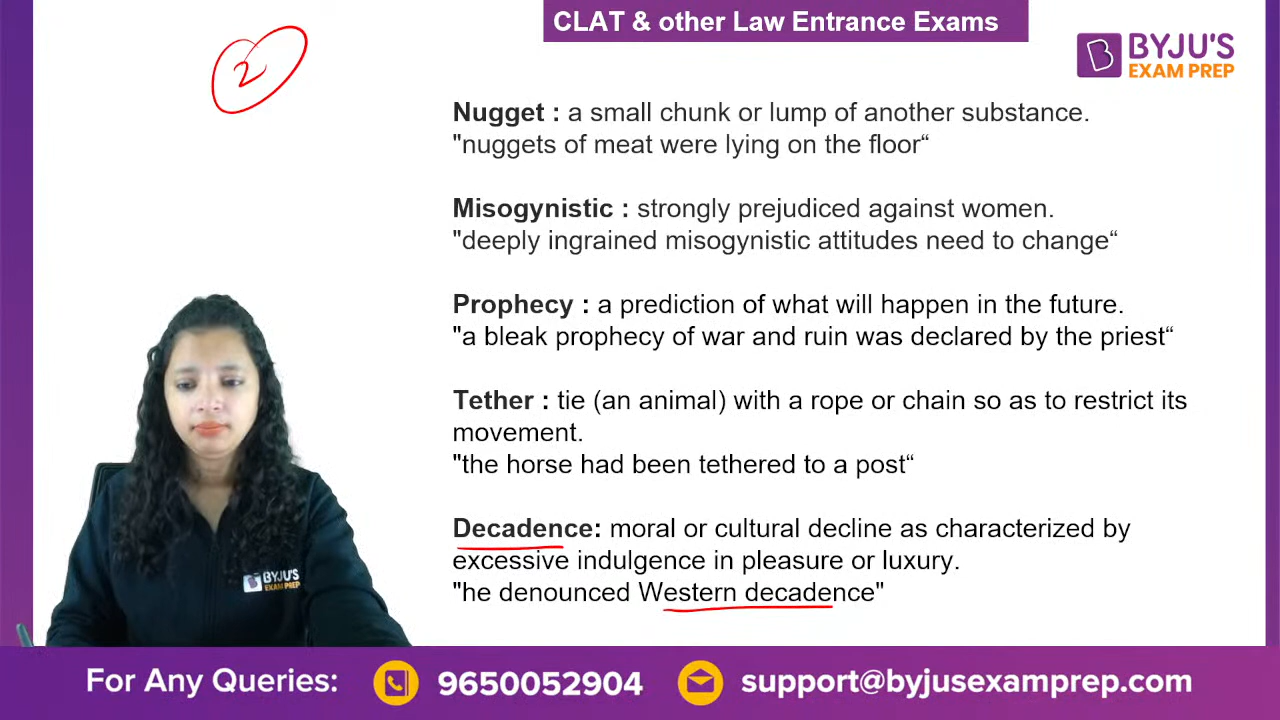 CLAT & other Law Entrance Exams
2
BYJU'S
EXAM PREP
Nugget : a small chunk or lump of another substance.
"nuggets of meat were lying on the floor“
Misogynistic : strongly prejudiced against women.
"deeply ingrained misogynistic attitudes need to change“
Prophecy : a prediction of what will happen in the future.
"a bleak prophecy of war and ruin was declared by the priest“
Tether : tie (an animal) with a rope or chain so as to restrict its
movement.
"the horse had been tethered to a post“
Decadence: moral or cultural decline as characterized by
excessive indulgence in pleasure or luxury.
"he denounced Western decadence"
BYJU'S
EXAM PREP
For Any Queries: 9650052904 support@byjusexamprep.com